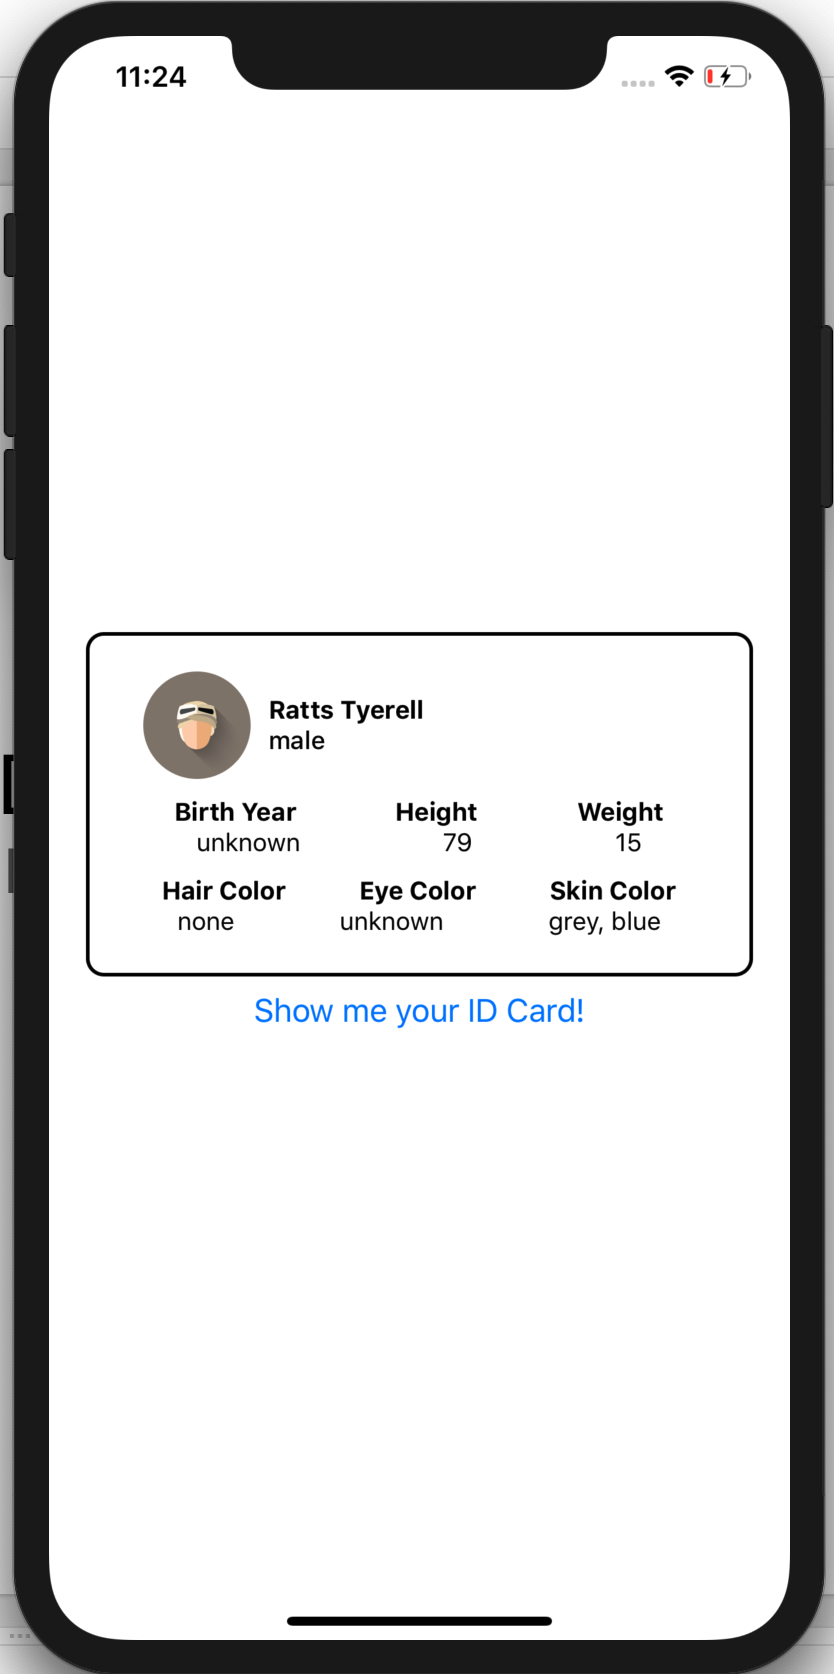 11:24
Ratts Tyerell
male
Birth Year Height Weight
unknown 79 15
Hair Color Eye Color Skin Color
none unknown grey, blue
Show me your ID Card!